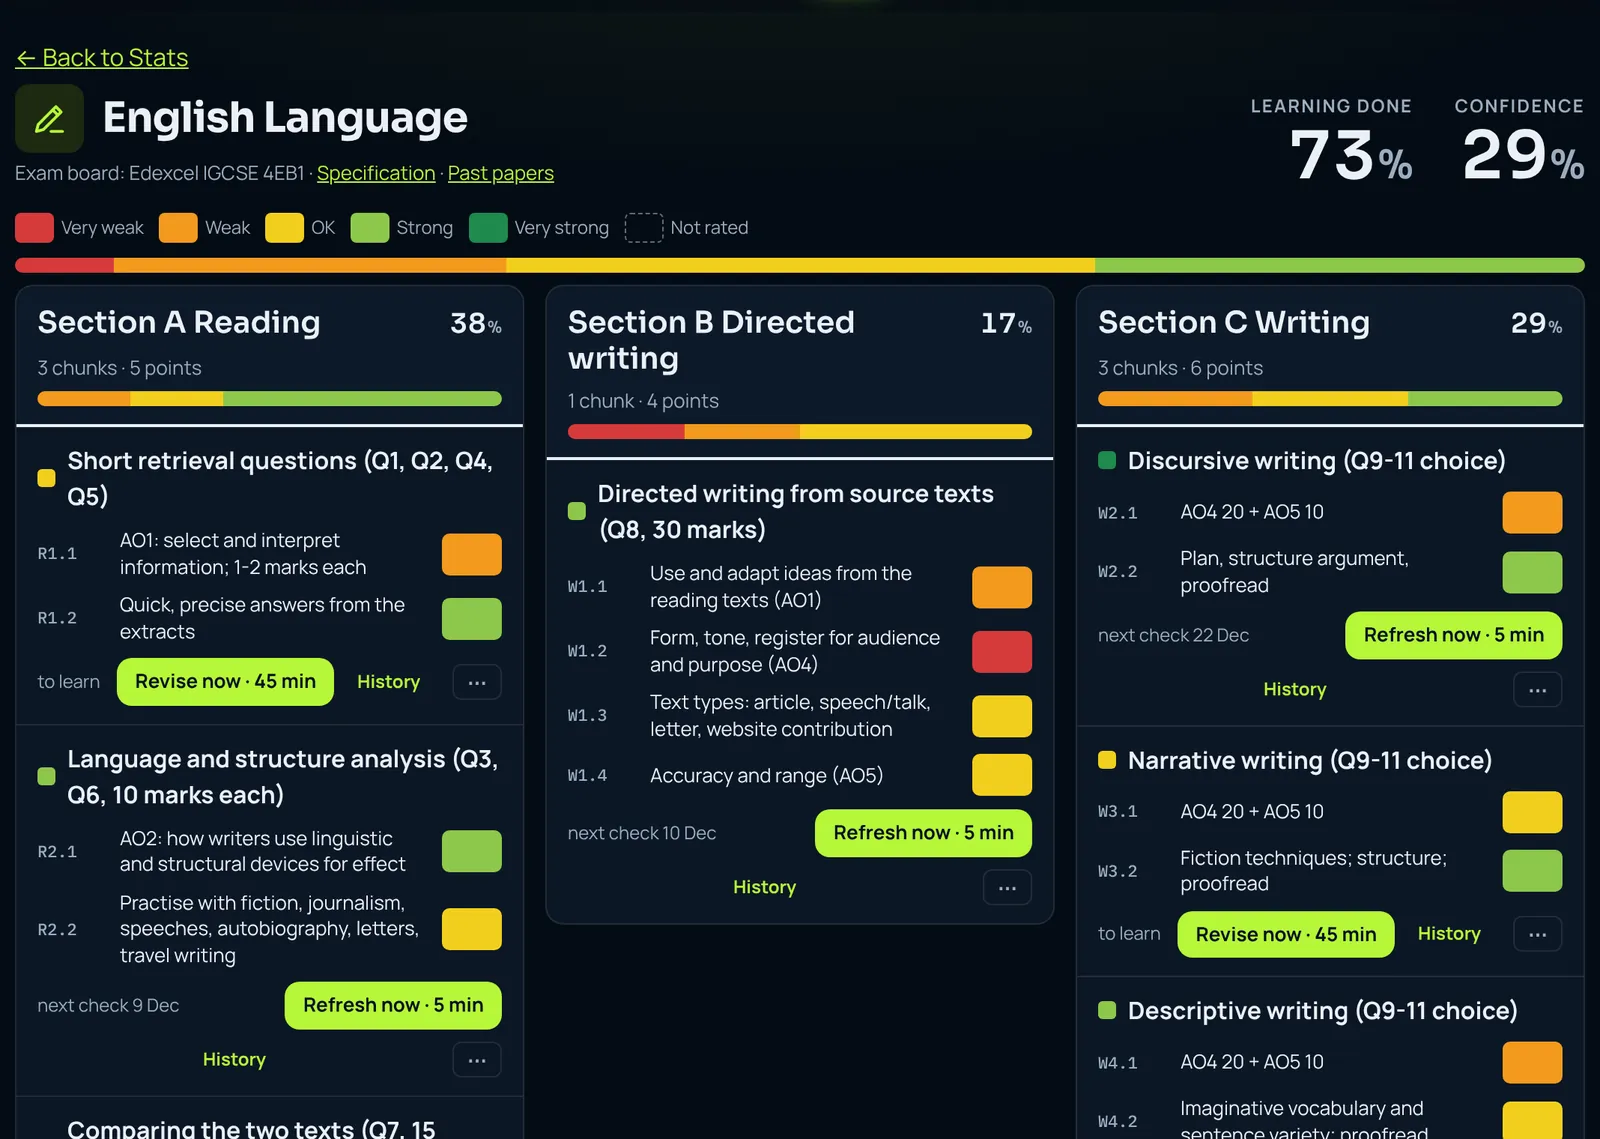 ← Back to Stats
English Language
Exam board: Edexcel IGCSE 4EB1 · Specification · Past papers
LEARNING DONE
73%
CONFIDENCE
29%
Very weak
Weak
OK
Strong
Very strong
Not rated
Section A Reading
38%
3 chunks · 5 points
Short retrieval questions (Q1, Q2, Q4,
Q5)
R1.1
AO1: select and interpret
information; 1-2 marks each
R1.2
Quick, precise answers from the
extracts
to learn
Revise now · 45 min
History
...
Language and structure analysis (Q3,
Q6, 10 marks each)
R2.1
AO2: how writers use linguistic
and structural devices for effect
R2.2
Practise with fiction, journalism,
speeches, autobiography, letters,
travel writing
next check 9 Dec
Refresh now · 5 min
History
...
Comparing the two texts (Q7, 15
Section B Directed
writing
17%
1 chunk · 4 points
Directed writing from source texts
(Q8, 30 marks)
W1.1
Use and adapt ideas from the
reading texts (AO1)
W1.2
Form, tone, register for audience
and purpose (AO4)
W1.3
Text types: article, speech/talk,
letter, website contribution
W1.4
Accuracy and range (AO5)
next check 10 Dec
Refresh now · 5 min
History
...
Section C Writing
29%
3 chunks · 6 points
Discursive writing (Q9-11 choice)
W2.1
AO4 20 + AO5 10
W2.2
Plan, structure argument,
proofread
next check 22 Dec
Refresh now · 5 min
History
...
Narrative writing (Q9-11 choice)
W3.1
AO4 20 + AO5 10
W3.2
Fiction techniques; structure;
proofread
to learn
Revise now · 45 min
History
...
Descriptive writing (Q9-11 choice)
W4.1
AO4 20 + AO5 10
W4.2
Imaginative vocabulary and
sentence variety; proofread